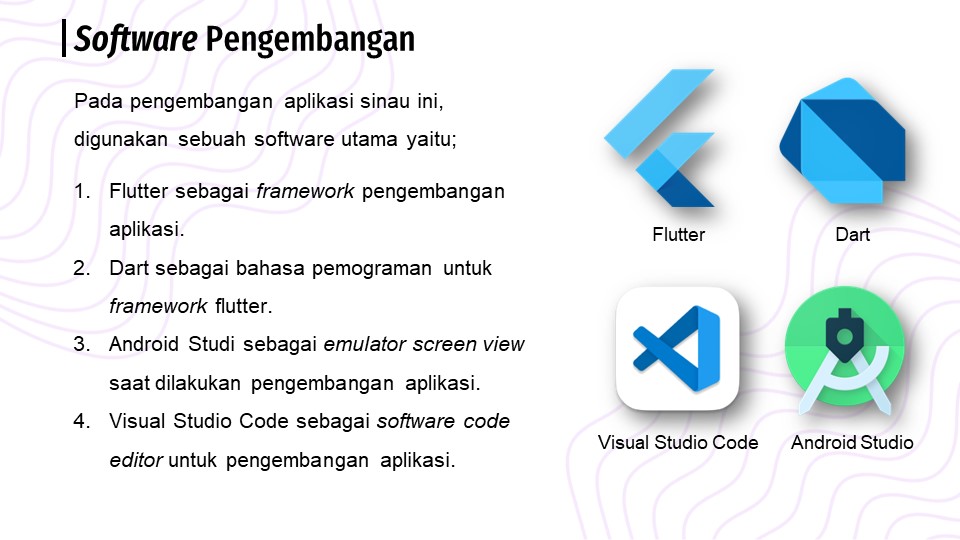 Software Pengembangan
Pada pengembangan aplikasi sinau ini,
digunakan sebuah software utama yaitu;
1. Flutter sebagai framework pengembangan
aplikasi.
2. Dart sebagai bahasa pemograman untuk
framework flutter.
3. Android Studi sebagai emulator screen view
saat dilakukan pengembangan aplikasi.
4. Visual Studio Code sebagai software code
editor untuk pengembangan aplikasi.
Flutter
Dart
Visual Studio Code
Android Studio